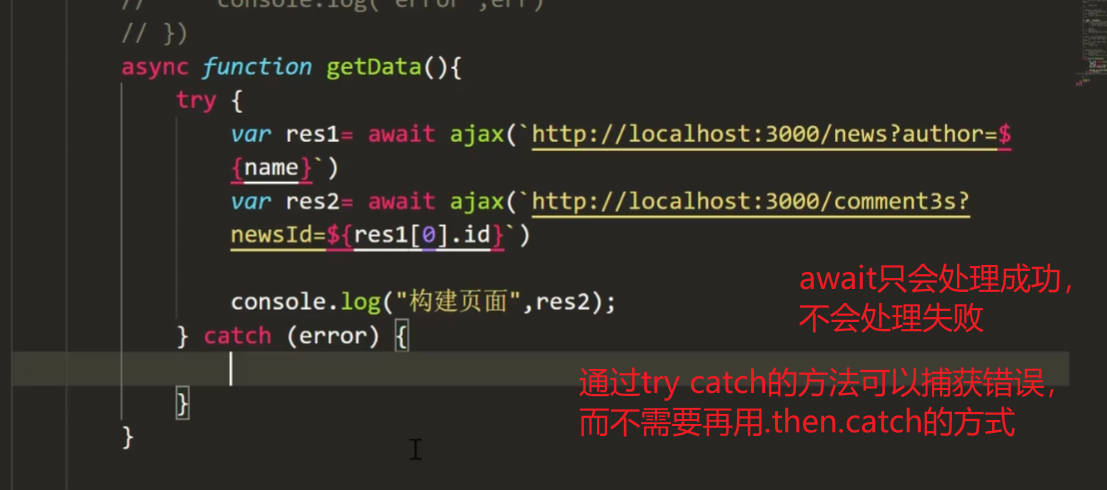 // console.log("error",err)
// })
async function getData(){
try {
var res1= await ajax(`http://localhost:3000/news?author=$
{name}`)
var res2= await ajax(`http://localhost:3000/comment3s?
newsId=${res1[0].id}`)
console.log("构建页面",res2);
} catch (error) {
}
}
await只会处理成功，
不会处理失败
通过try catch的方法可以捕获错误，
而不需要再用.then.catch的方式